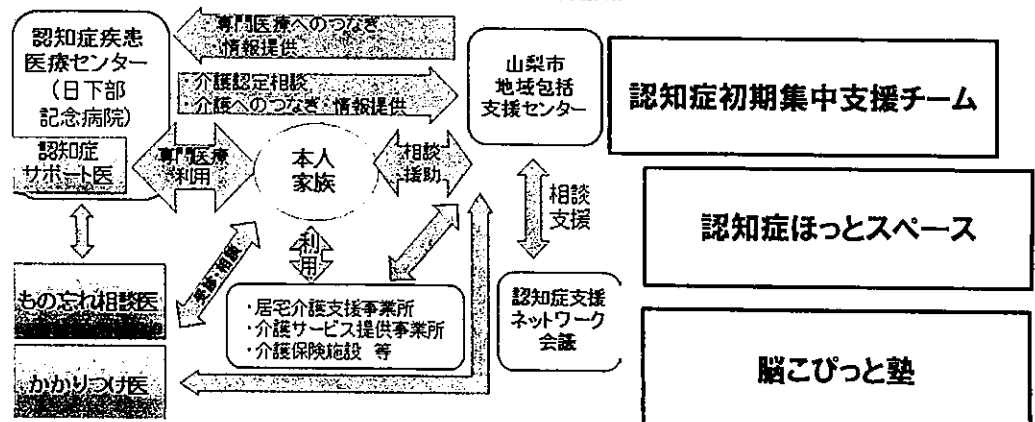 認知症疾患
医療センター
(日下部
記念病院)
認知症
サポート医
専門医療へのつなぎ
情報提供
・介護認定相談
・介護へのつなぎ・情報提供
山梨市
地域包括
支援センター
専門医療
利用
本人
家族
相談
援助
相談
支援
利用
受診・相談
もの忘れ相談医
かかりつけ医
・居宅介護支援事業所
・介護サービス提供事業所
・介護保険施設 等
認知症支援
ネットワーク
会議
認知症初期集中支援チーム
認知症ほっとスペース
脳こぴっと塾